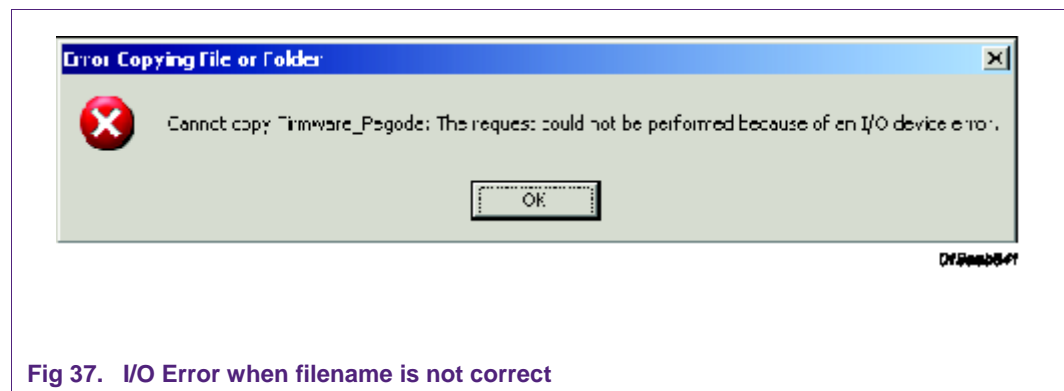 Error Copying File or Folder
Cannot copy Firmware_Pegoda: The request could not be performed because of an I/O device error.
OK
Fig 37. I/O Error when filename is not correct